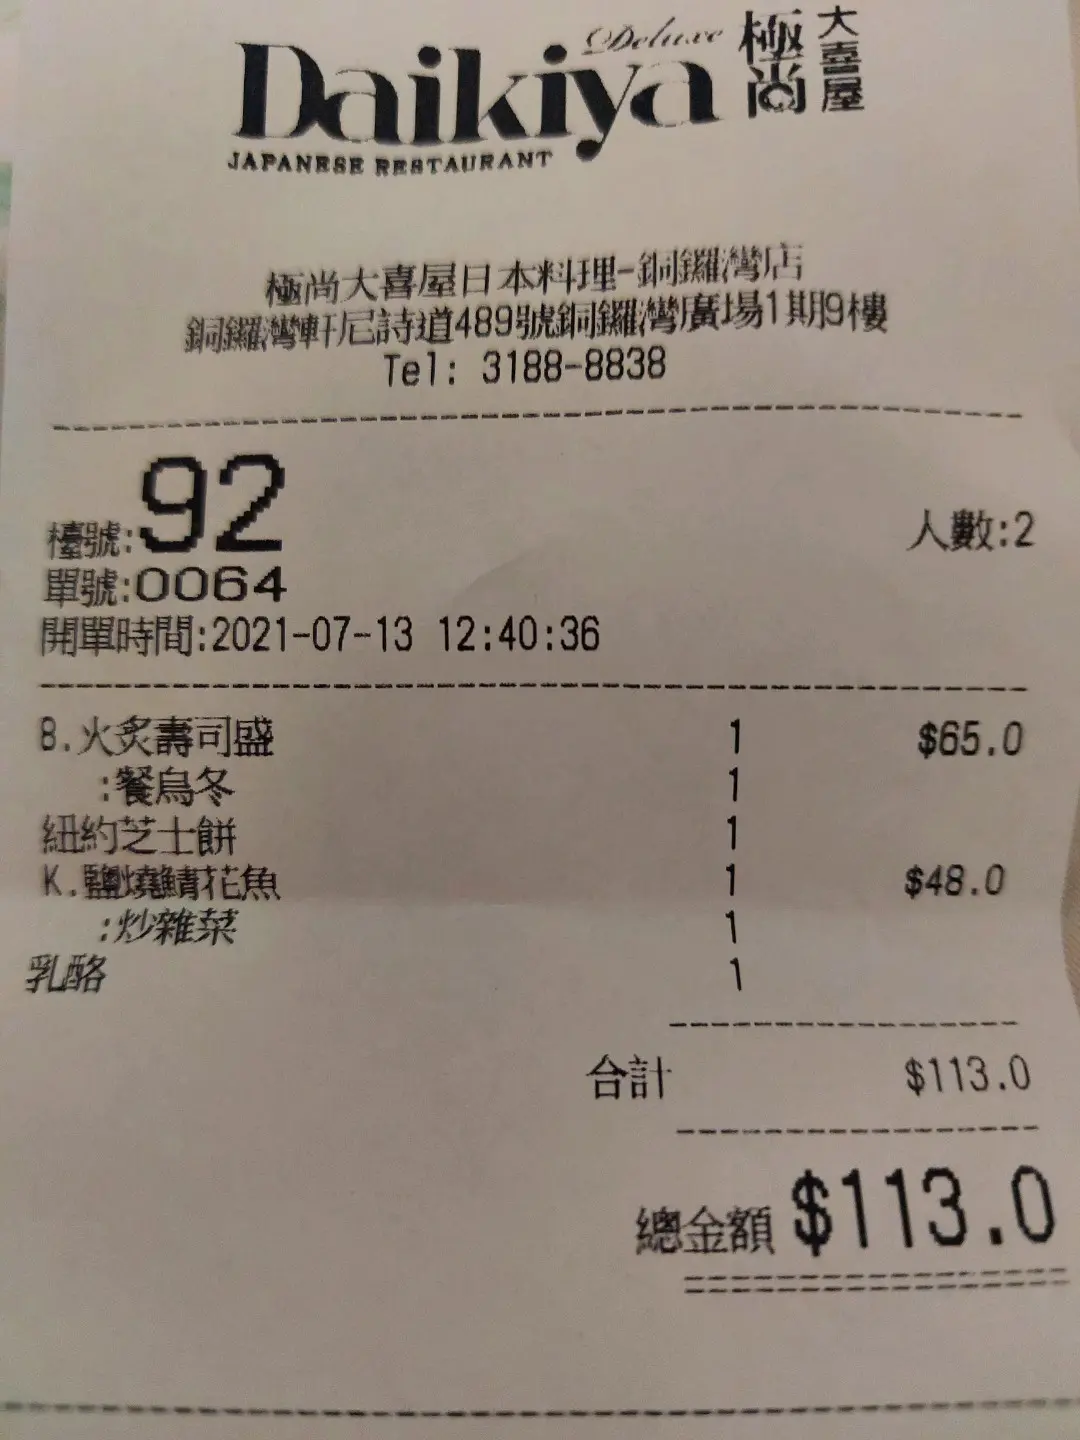 Daikiya Deluxe 極尚 大喜屋
JAPANESE RESTAURANT
極尚大喜屋日本料理-銅鑼灣店
銅鑼灣軒尼詩道489號銅鑼灣廣場1期9樓
Tel: 3188-8838
檯號:92 人數:2
單號:0064
開單時間:2021-07-13 12:40:36
B.火炙壽司盛 1 $65.0
:餐烏冬 1
紐約芝士餅 1
K.鹽燒鯖花魚 1 $48.0
:炒雜菜 1
乳酪 1
合計 $113.0
總金額 $113.0